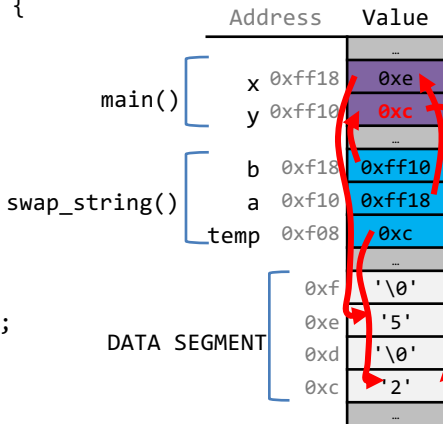 {
Address Value
…
x 0xff18 0xe
main()
y 0xff10 0xc
…
b 0xf18 0xff10
swap_string() a 0xf10 0xff18
temp 0xf08 0xc
…
0xf '\0'
; 0xe '5'
DATA SEGMENT 0xd '\0'
0xc '2'
…